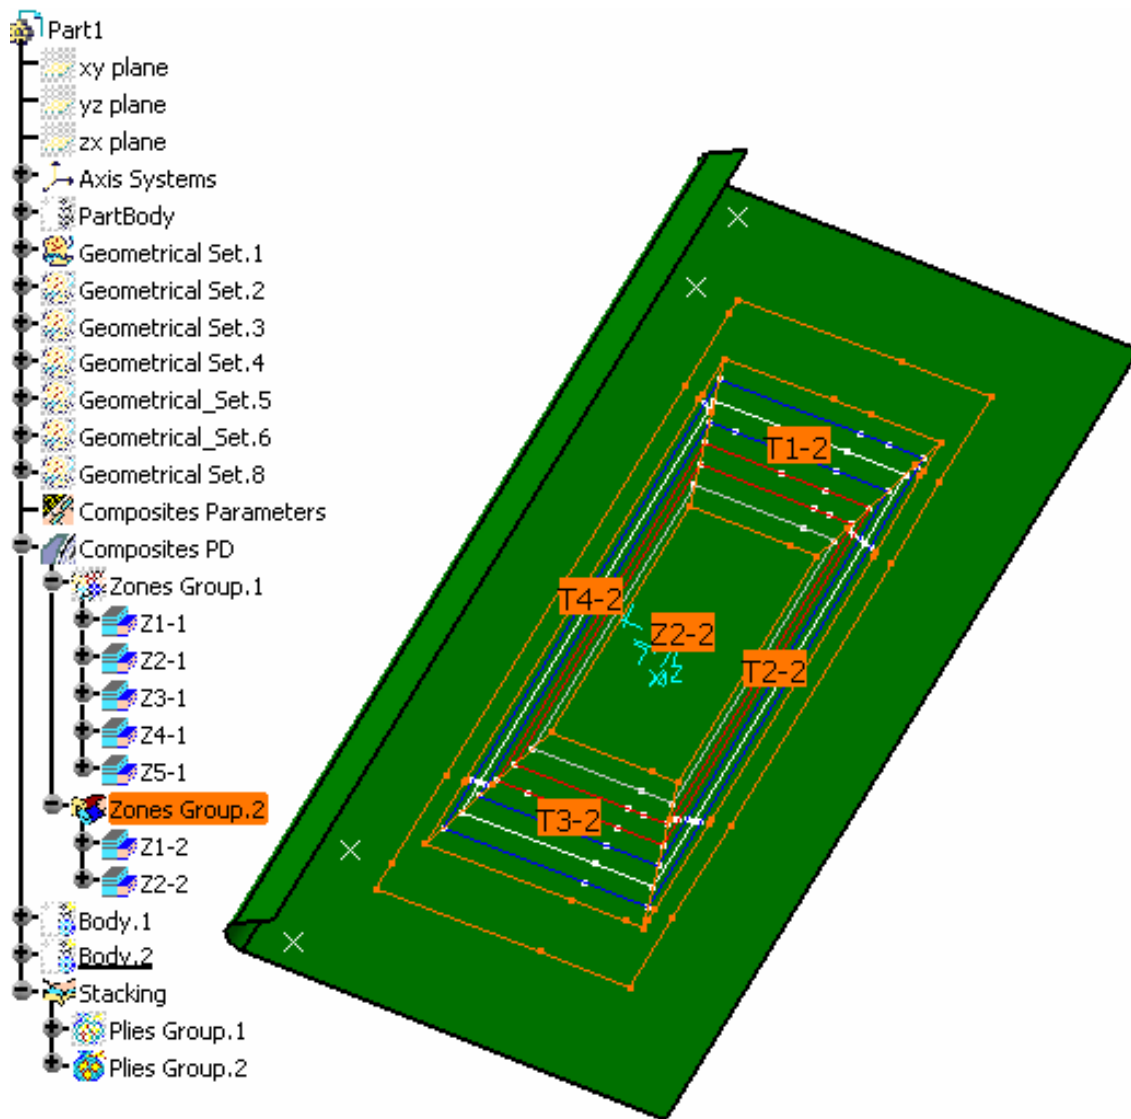 Part1
xy plane
yz plane
zx plane
Axis Systems
PartBody
Geometrical Set.1
Geometrical Set.2
Geometrical Set.3
Geometrical Set.4
Geometrical_Set.5
Geometrical_Set.6
Geometrical Set.8
Composites Parameters
Composites PD
Zones Group.1
Z1-1
Z2-1
Z3-1
Z4-1
Z5-1
Zones Group.2
Z1-2
Z2-2
Body.1
Body.2
Stacking
Plies Group.1
Plies Group.2
T1-2
T4-2
Z2-2
T2-2
T3-2